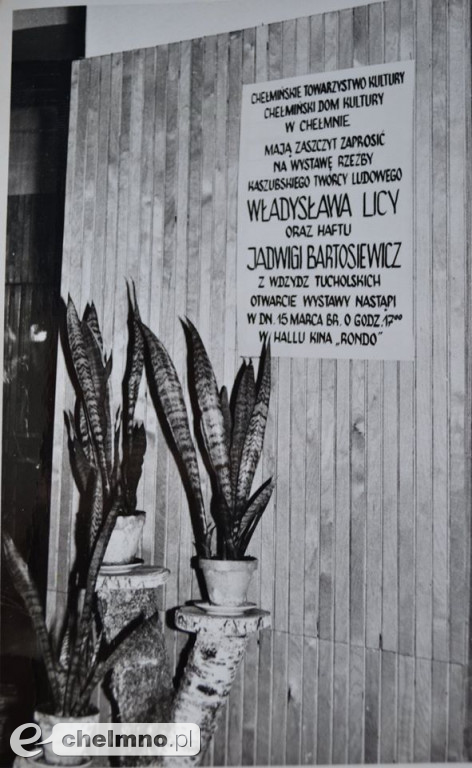 CHEŁMIŃSKIE TOWARZYSTWO KULTURY
CHEŁMIŃSKI DOM KULTURY
W CHEŁMNIE
MAJĄ ZASZCZYT ZAPROSIĆ
NA WYSTAWĘ RZEŹBY
KASZUBSKIEGO TWÓRCY LUDOWEGO
WŁADYSŁAWA LICY
ORAZ HAFTU
JADWIGI BARTOSIEWICZ
Z WDZYDZ TUCHOLSKICH
OTWARCIE WYSTAWY NASTĄPI
W DN. 15 MARCA BR. O GODZ. 17⁰⁰
W HALLU KINA „RONDO”
e-chelmno.pl